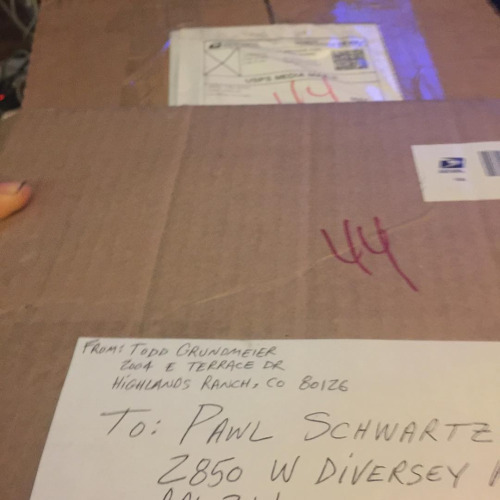 USPS MEDIA MAIL
44
44
FROM: TODD GRUNDMEIER
2004 E TERRACE DR
HIGHLANDS RANCH, CO 80126
TO: PAWL SCHWARTZ
2850 W DIVERSEY